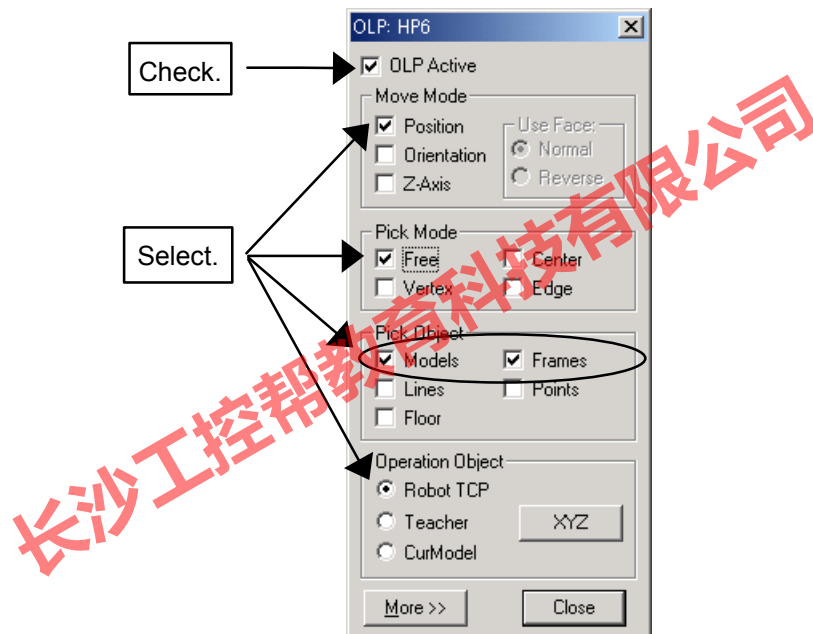 OLP: HP6
Check.
OLP Active
Move Mode
Position
Orientation
Z-Axis
Use Face:
Normal
Reverse
Select.
Pick Mode
Free
Center
Vertex
Edge
Pick Object
Models
Frames
Lines
Points
Floor
Operation Object
Robot TCP
Teacher
XYZ
CurModel
More >>
Close
长沙工控帮教育科技有限公司